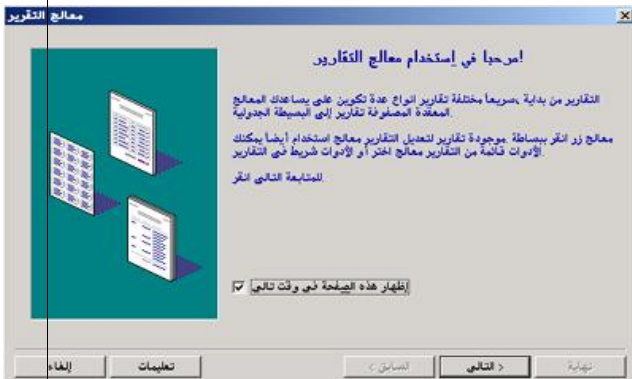 معالج التقرير
مرحبا في إستخدام معالج التقارير!
المعالج يساعدك على تكوين عدة انواع تقارير مختلفة سريعاً, بداية من التقارير
الجدولية البسيطة إلى تقارير المصفوفة المعقدة.
يمكنك أيضاً استخدام معالج التقارير لتعديل تقارير موجودة. ببساطة انقر زر معالج
التقارير في شريط الأدوات أو اختر معالج التقارير من قائمة الأدوات.
انقر التالي للمتابعة.
إظهار هذه الصفحة في وقت تالي
نهاية
التالي >
السابق <
تعليمات
إلغاء